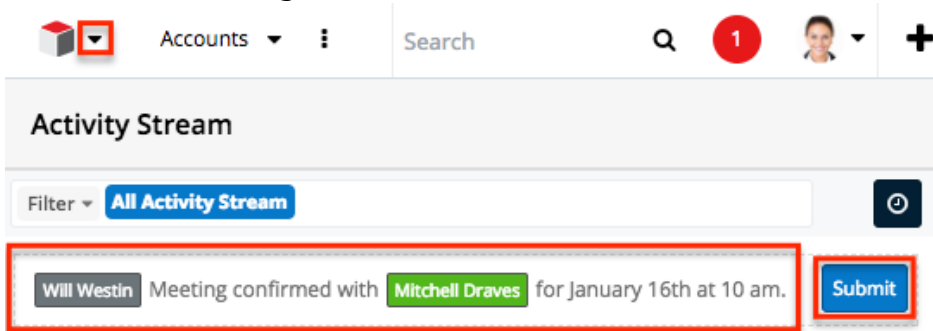 Accounts Search 1
Activity Stream
Filter All Activity Stream
Will Westin Meeting confirmed with Mitchell Draves for January 16th at 10 am. Submit